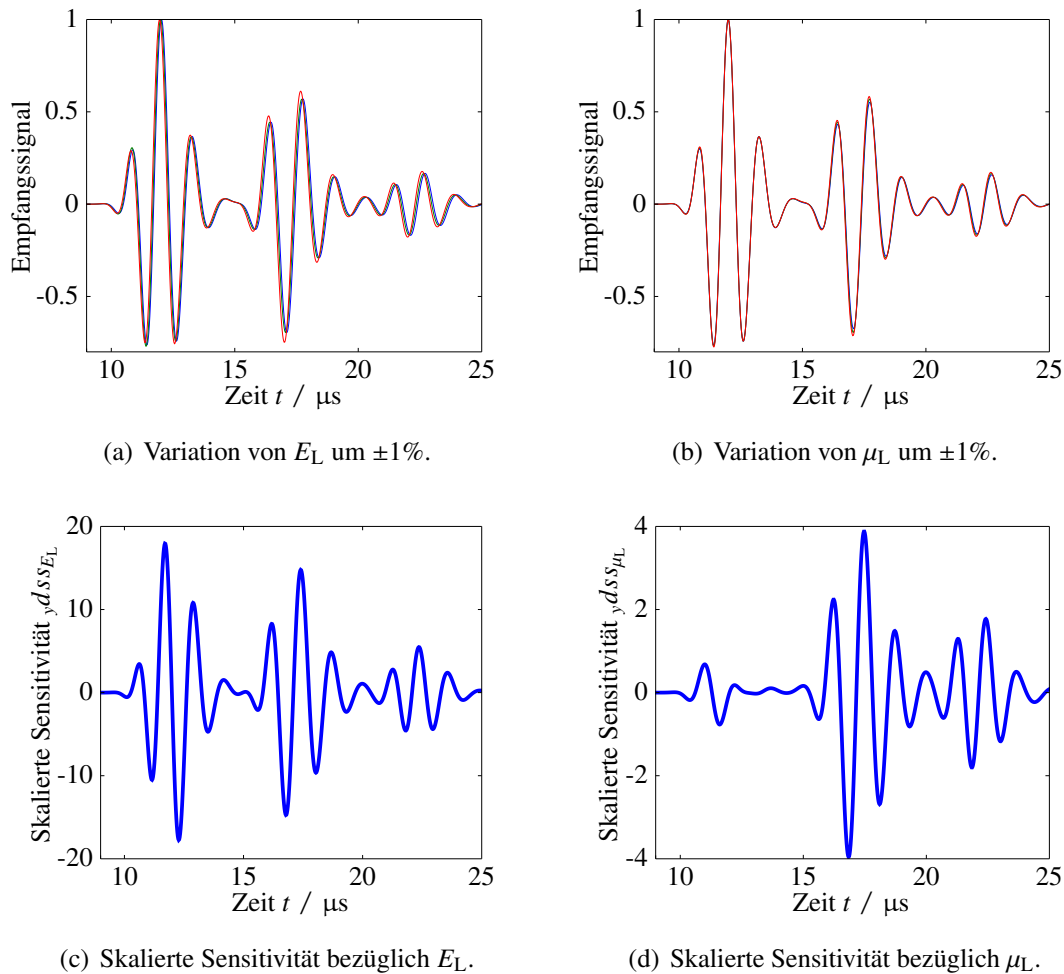 1
0.5
0
-0.5
Empfangssignal
10 15 20 25
Zeit t / µs
(a) Variation von E_L um ±1%.
1
0.5
0
-0.5
Empfangssignal
10 15 20 25
Zeit t / µs
(b) Variation von μ_L um ±1%.
20
10
0
-10
-20
Skalierte Sensitivität _y dss_{E_L}
10 15 20 25
Zeit t / µs
(c) Skalierte Sensitivität bezüglich E_L.
4
2
0
-2
-4
Skalierte Sensitivität _y dss_{μ_L}
10 15 20 25
Zeit t / µs
(d) Skalierte Sensitivität bezüglich μ_L.